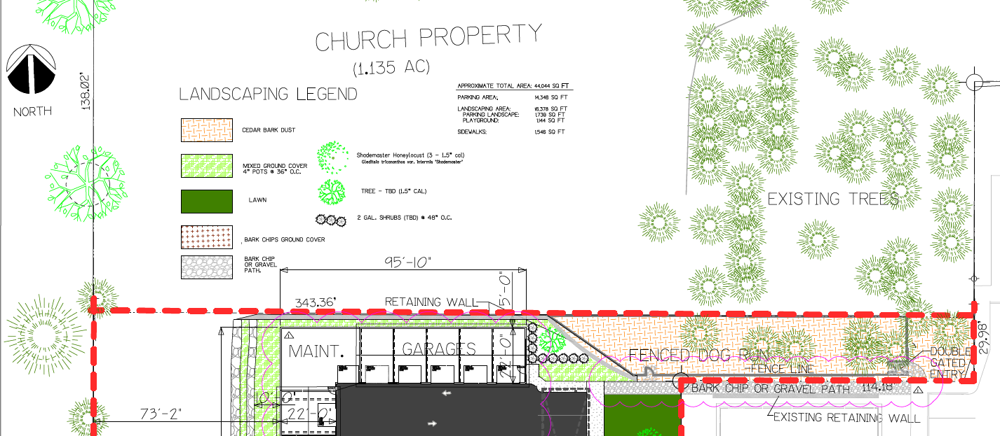 CHURCH PROPERTY
(1.135 AC)
NORTH
138.02'
LANDSCAPING LEGEND
CEDAR BARK DUST
MIXED GROUND COVER
4" POTS @ 36" O.C.
LAWN
BARK CHIPS GROUND COVER
BARK CHIP
OR GRAVEL
PATH.
Shademaster Honeylocust (3 - 1.5" cal)
Gleditsia tricananthos var. intermis "Shademaster"
TREE - TBD (1.5" CAL)
2 GAL. SHRUBS (TBD) @ 48" O.C.
APPROXIMATE TOTAL AREA: 44,044 SQ FT
PARKING AREA: 14,346 SQ FT
LANDSCAPING AREA: 16,378 SQ FT
PARKING LANDSCAPE: 1,739 SQ FT
PLAYGROUND: 1,144 SQ FT
SIDEWALKS: 1,546 SQ FT
EXISTING TREES
95'-10"
5'-0"
343.36'
RETAINING WALL
MAINT.
GARAGES
FENCED DOG RUN
FENCE LINE
DOUBLE
GATED
ENTRY
29.98'
BARK CHIP OR GRAVEL PATH
114.18'
EXISTING RETAINING WALL
10'-0"
73'-2"
22'-0"